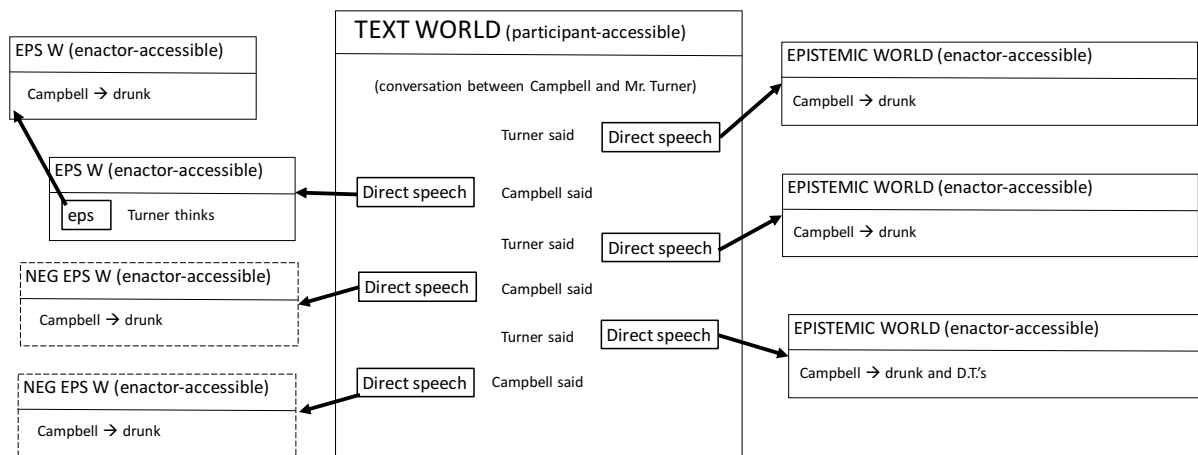 TEXT WORLD (participant-accessible)
(conversation between Campbell and Mr. Turner)
Turner said Direct speech
Direct speech Campbell said
Turner said Direct speech
Direct speech Campbell said
Turner said Direct speech
Direct speech Campbell said
EPS W (enactor-accessible)
Campbell → drunk
EPS W (enactor-accessible)
eps Turner thinks
NEG EPS W (enactor-accessible)
Campbell → drunk
NEG EPS W (enactor-accessible)
Campbell → drunk
EPISTEMIC WORLD (enactor-accessible)
Campbell → drunk
EPISTEMIC WORLD (enactor-accessible)
Campbell → drunk
EPISTEMIC WORLD (enactor-accessible)
Campbell → drunk and D.T.'s